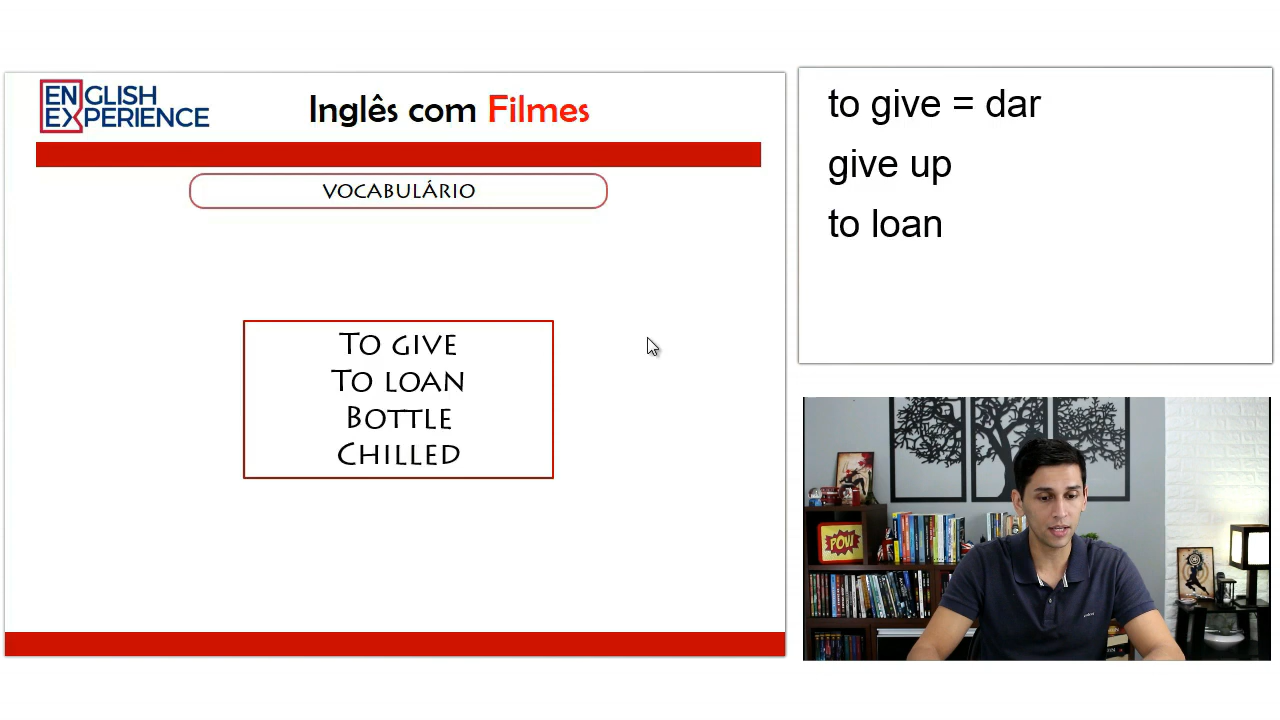 ENGLISH
EXPERIENCE
Inglês com Filmes
VOCABULÁRIO
TO GIVE
TO LOAN
BOTTLE
CHILLED
to give = dar
give up
to loan
POW